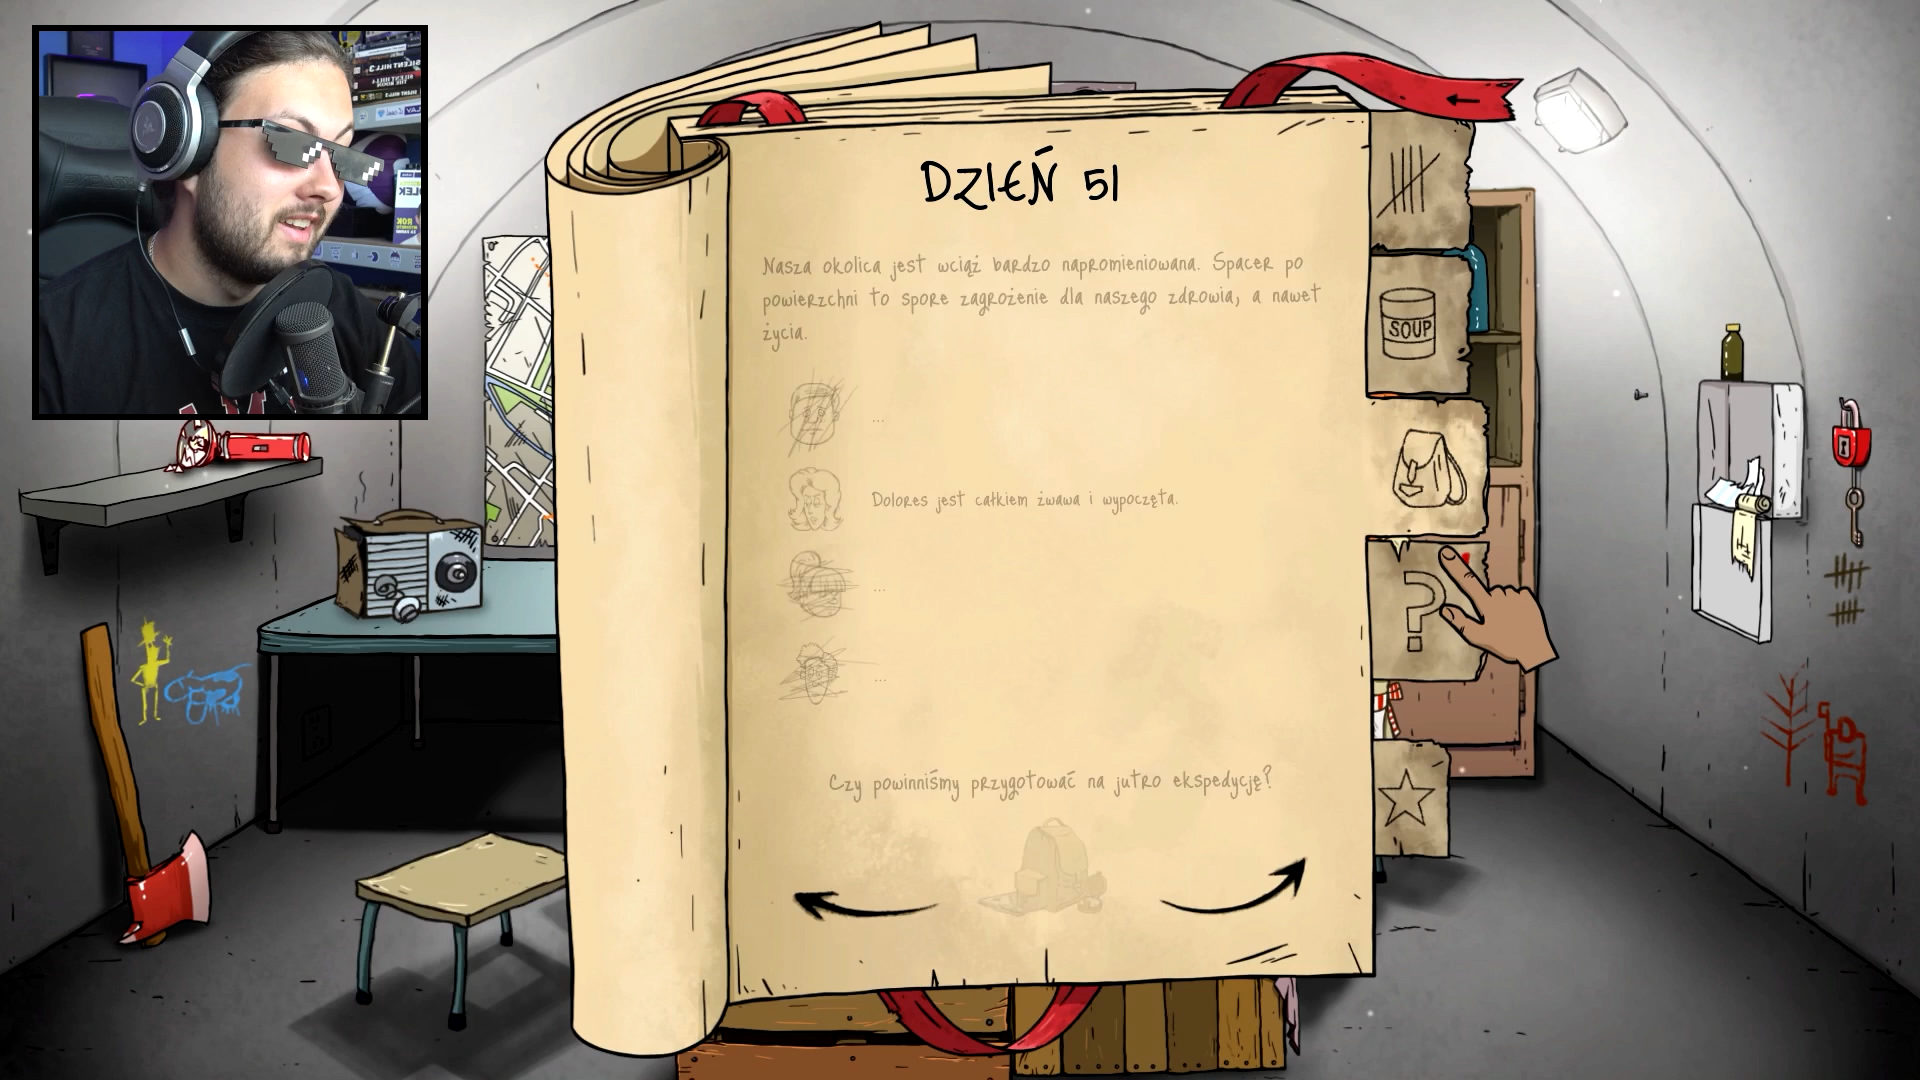 DZIEŃ 51
Nasza okolica jest wciąż bardzo napromieniowana. Spacer po
powierzchni to spore zagrożenie dla naszego zdrowia, a nawet
życia.
...
Dolores jest całkiem żwawa i wypoczęta.
...
...
Czy powinniśmy przygotować na jutro ekspedycję?
SOUP
?